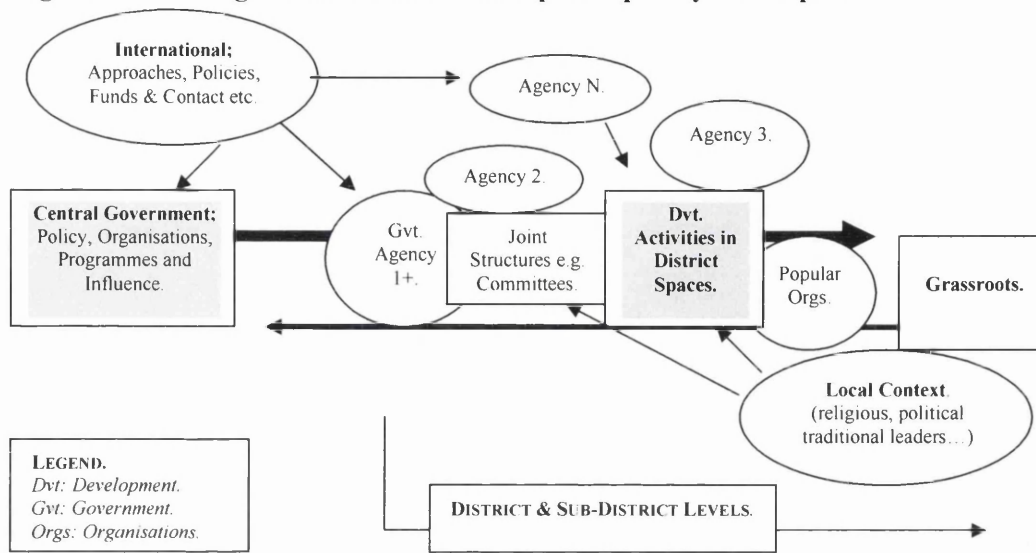 International;
Approaches, Policies,
Funds & Contact etc.
Agency N.
Agency 3.
Agency 2.
Central Government;
Policy, Organisations,
Programmes and
Influence.
Gvt.
Agency
1+.
Joint
Structures e.g.
Committees.
Dvt.
Activities in
District
Spaces.
Popular
Orgs.
Grassroots.
Local Context.
(religious, political
traditional leaders…)
LEGEND.
Dvt: Development.
Gvt: Government.
Orgs: Organisations.
DISTRICT & SUB-DISTRICT LEVELS.